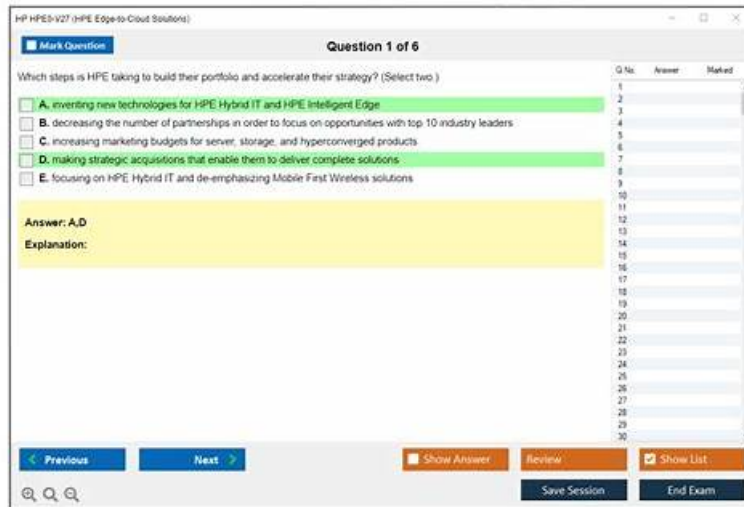 HP HPE0-V27 (HPE Edge-to-Cloud Solutions)
Mark Question
Question 1 of 6
Which steps is HPE taking to build their portfolio and accelerate their strategy? (Select two.)
A. inventing new technologies for HPE Hybrid IT and HPE Intelligent Edge
B. decreasing the number of partnerships in order to focus on opportunities with top 10 industry leaders
C. increasing marketing budgets for server, storage, and hyperconverged products
D. making strategic acquisitions that enable them to deliver complete solutions
E. focusing on HPE Hybrid IT and de-emphasizing Mobile First Wireless solutions
Answer: A,D
Explanation:
Q No. Answer Marked
1
2
3
4
5
6
7
8
9
10
11
12
13
14
15
16
17
18
19
20
21
22
23
24
25
26
27
28
29
30
Previous
Next
Show Answer
Review
Show List
Save Session
End Exam